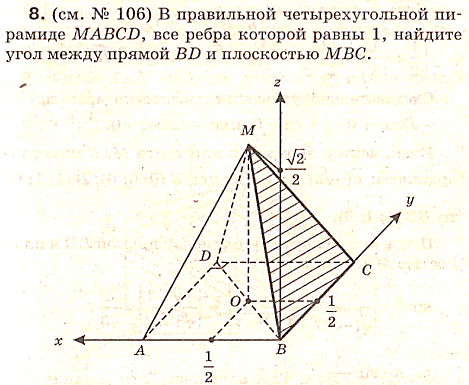 8. (см. № 106) В правильной четырехугольной пи-
рамиде MABCD, все ребра которой равны 1, найдите
угол между прямой BD и плоскостью MBC.
z
M
√2
2
y
D
C
O
1
2
x
A
B
1
2